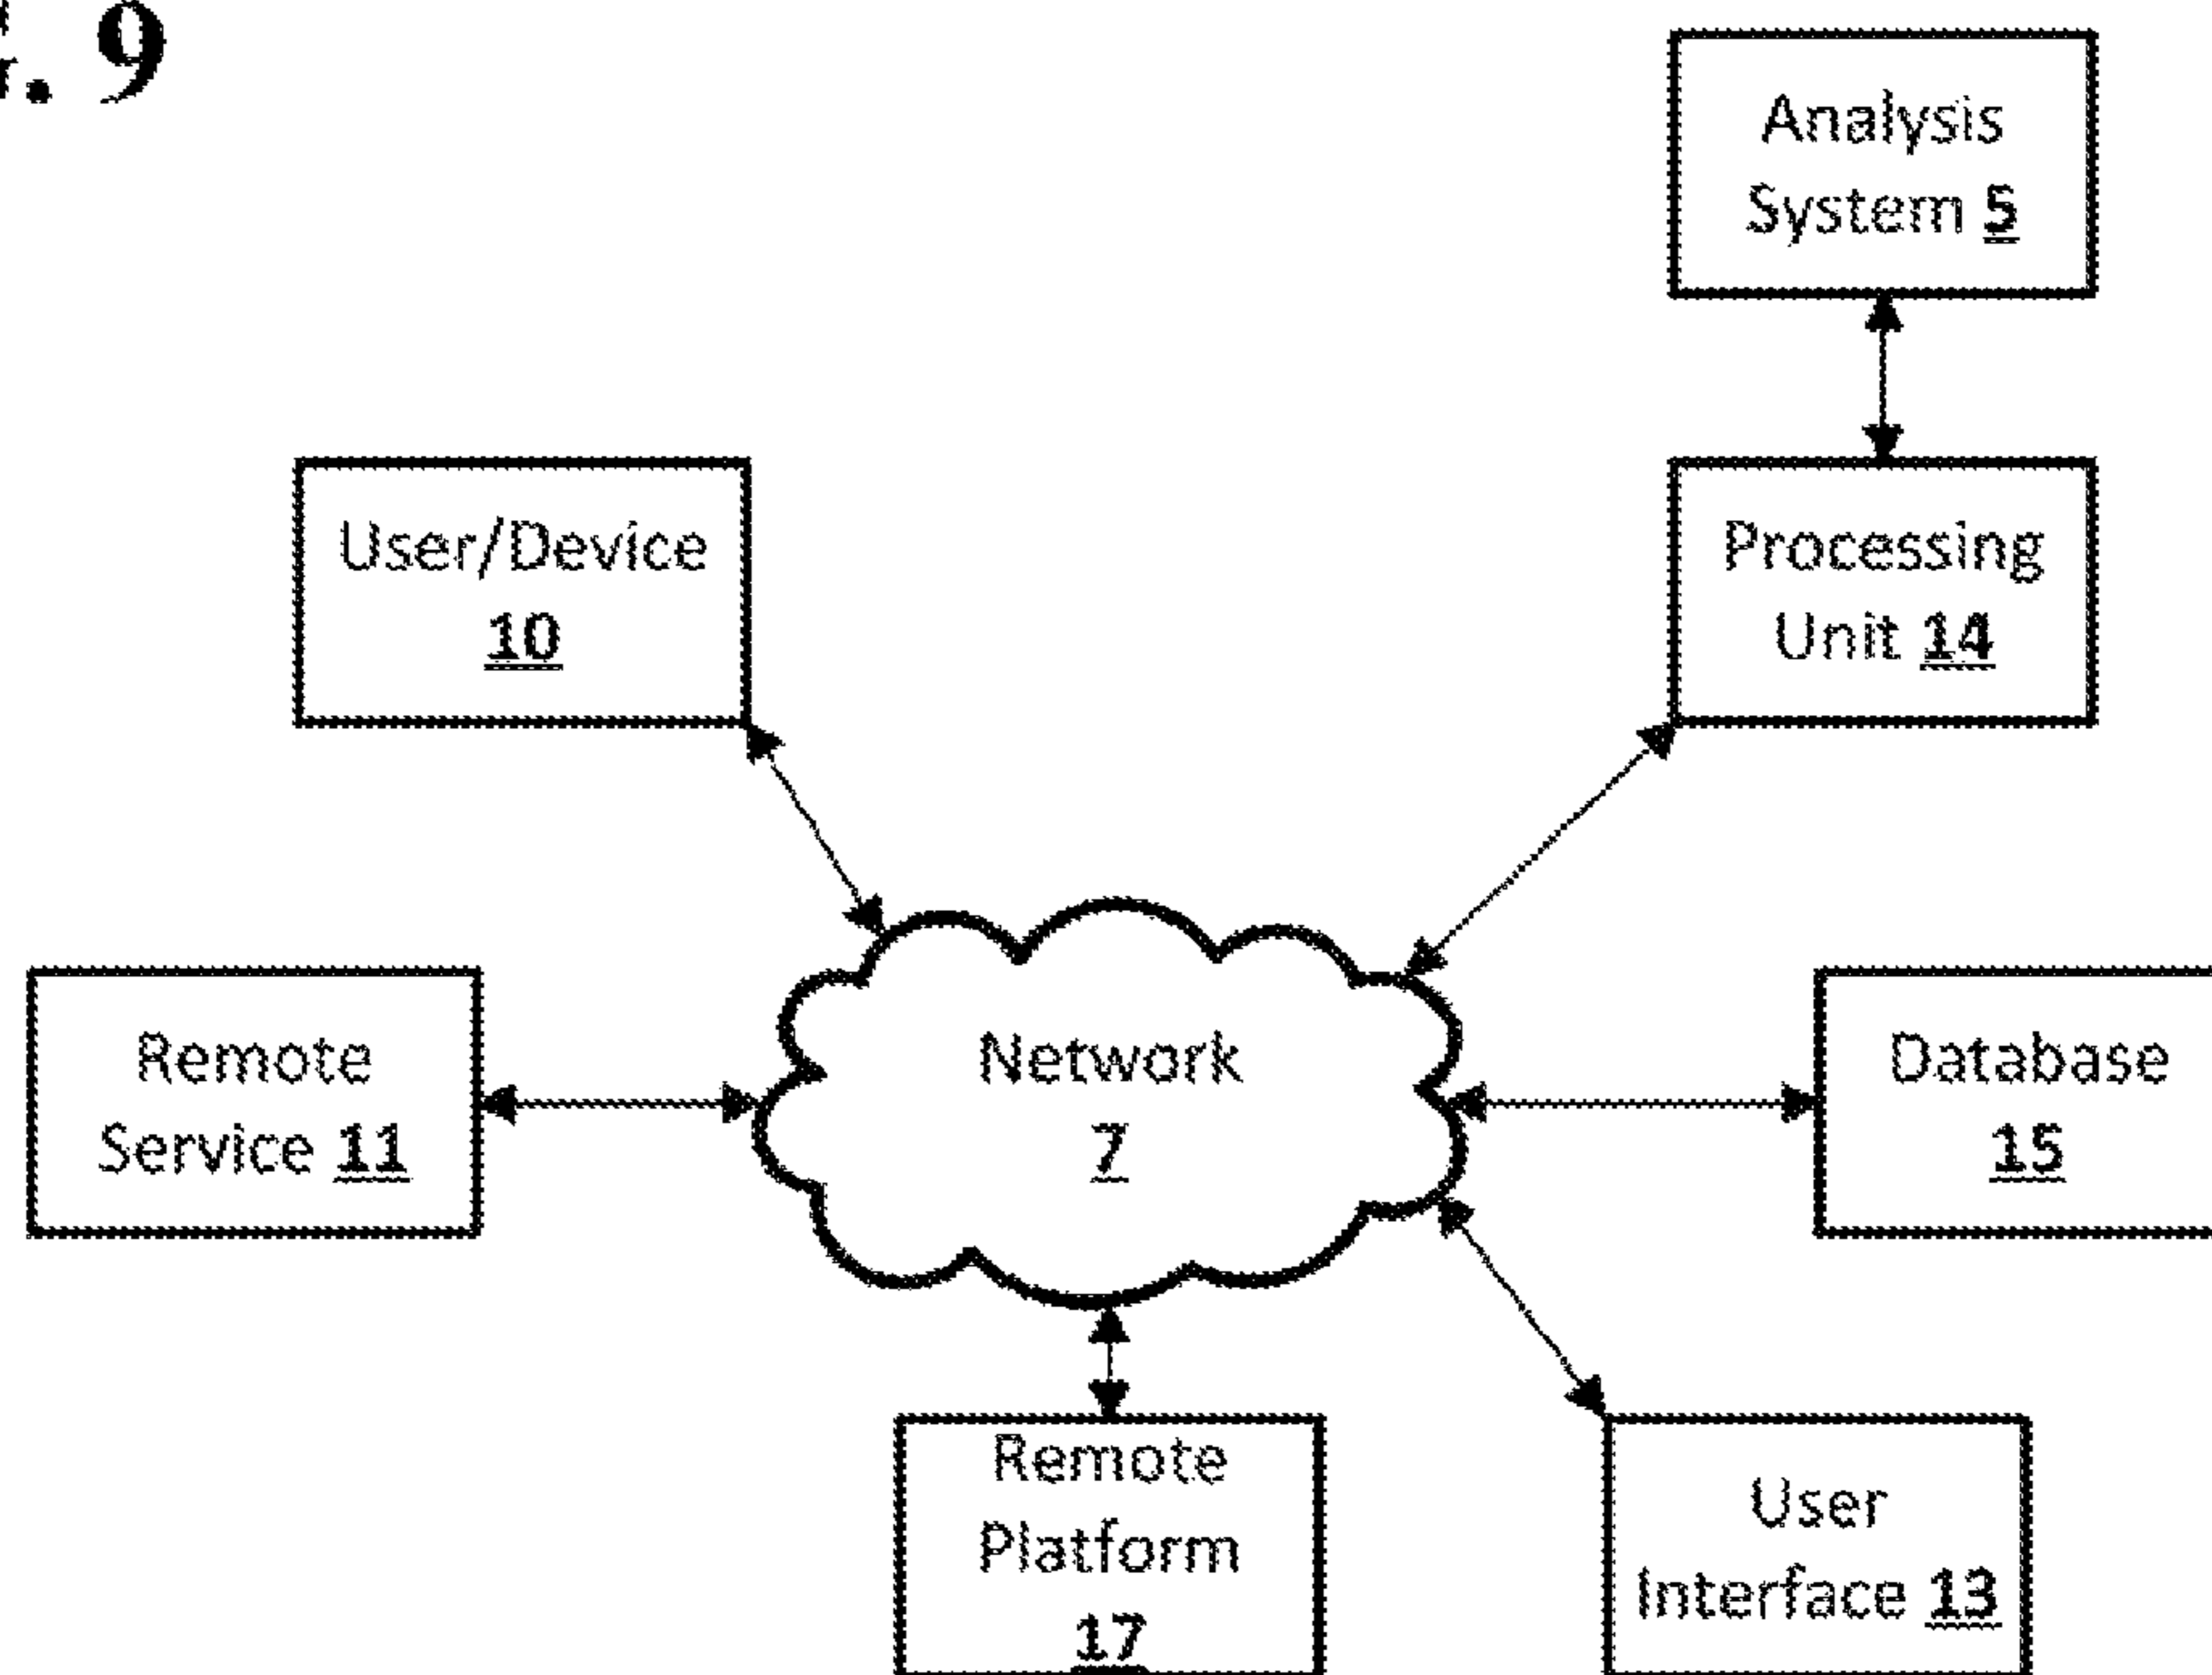 . 9
Analysis
System 5
User/Device
10
Processing
Unit 14
Remote
Service 11
Network
7
Database
15
Remote
Platform
17
User
Interface 13